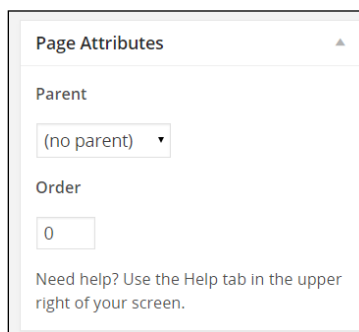 Page Attributes
Parent
(no parent)
Order
0
Need help? Use the Help tab in the upper
right of your screen.